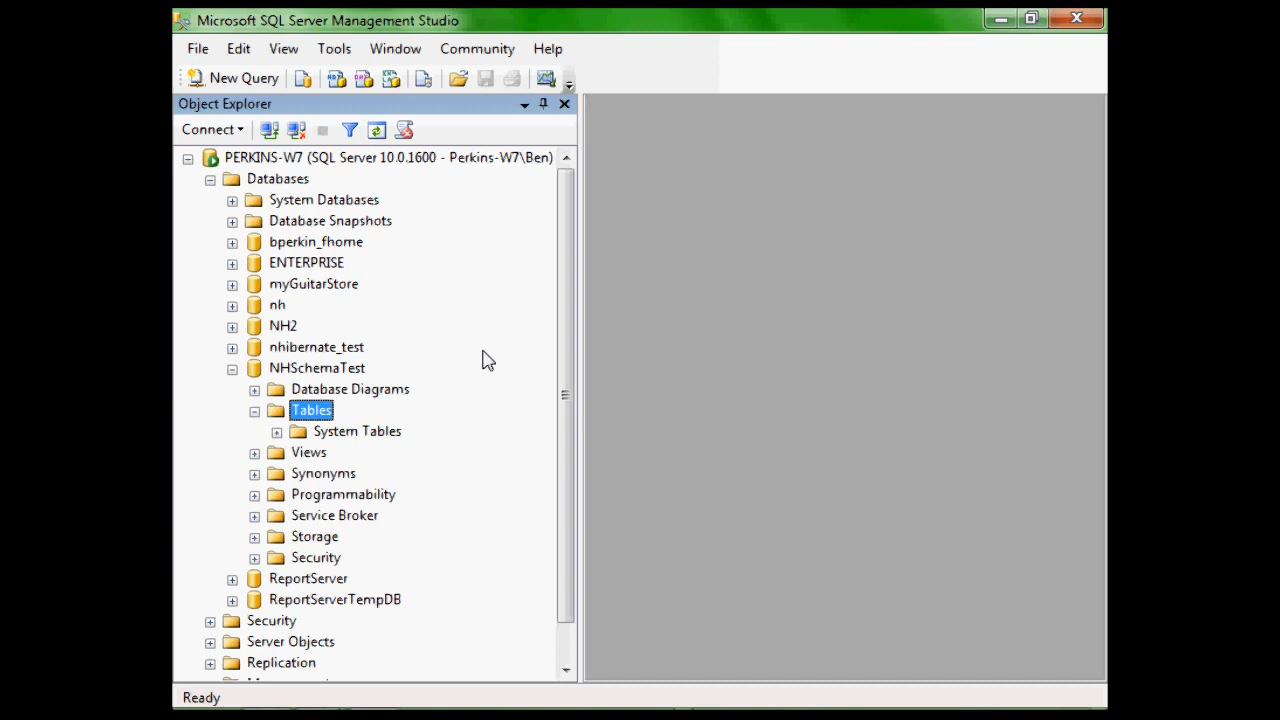 Microsoft SQL Server Management Studio
File Edit View Tools Window Community Help
New Query
Object Explorer
Connect
PERKINS-W7 (SQL Server 10.0.1600 - Perkins-W7\Ben)
Databases
System Databases
Database Snapshots
bperkin_fhome
ENTERPRISE
myGuitarStore
nh
NH2
nhibernate_test
NHSchemaTest
Database Diagrams
Tables
System Tables
Views
Synonyms
Programmability
Service Broker
Storage
Security
ReportServer
ReportServerTempDB
Security
Server Objects
Replication
Ready